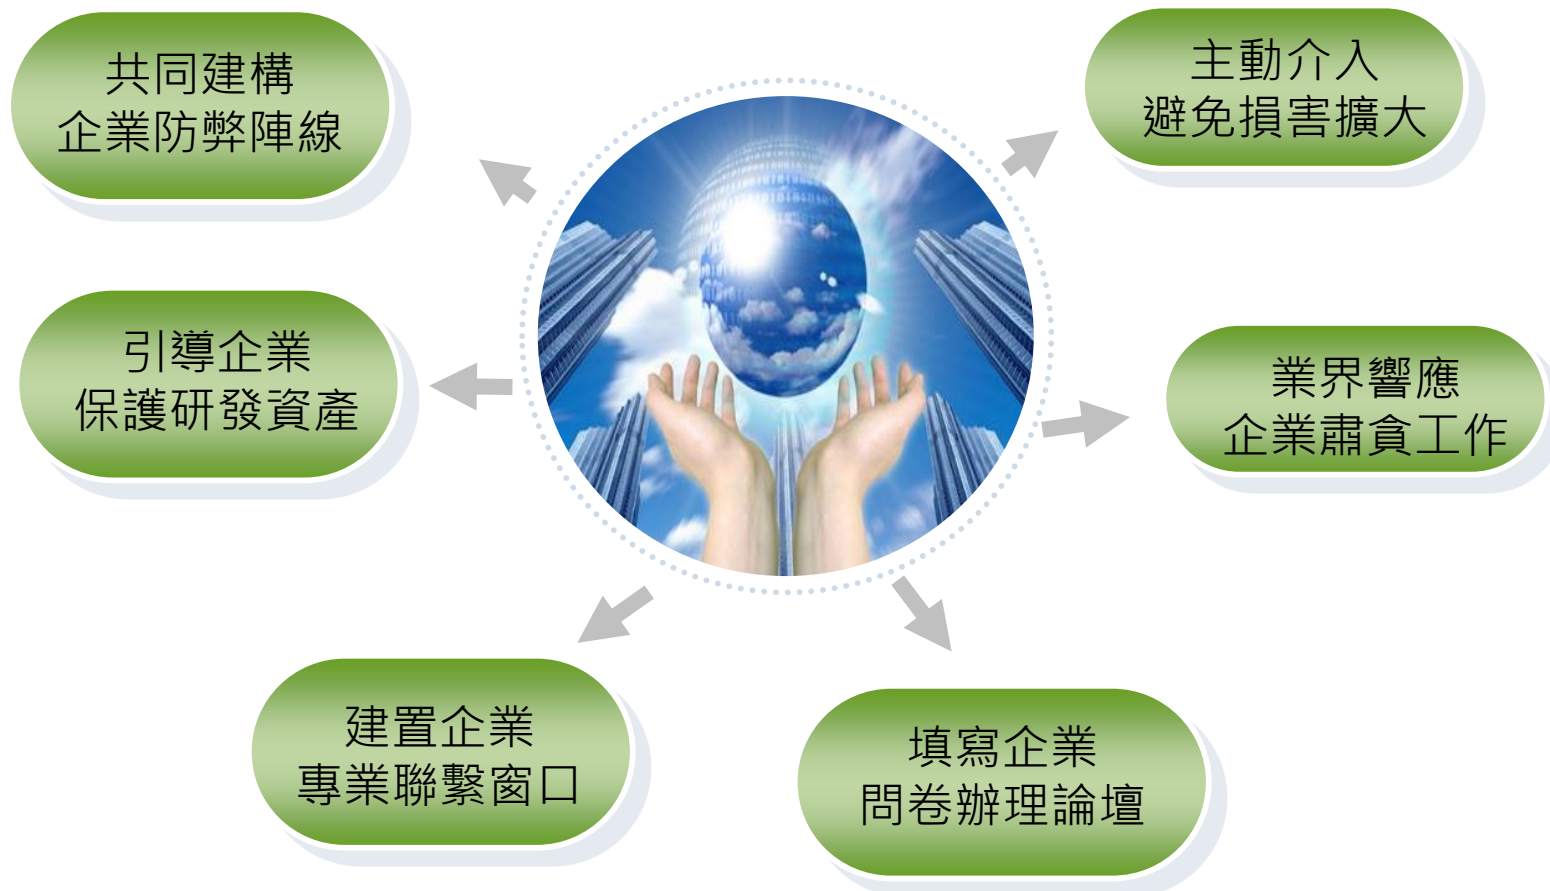 共同建構
企業防弊陣線
主動介入
避免損害擴大
引導企業
保護研發資產
業界響應
企業肅貪工作
建置企業
專業聯繫窗口
填寫企業
問卷辦理論壇